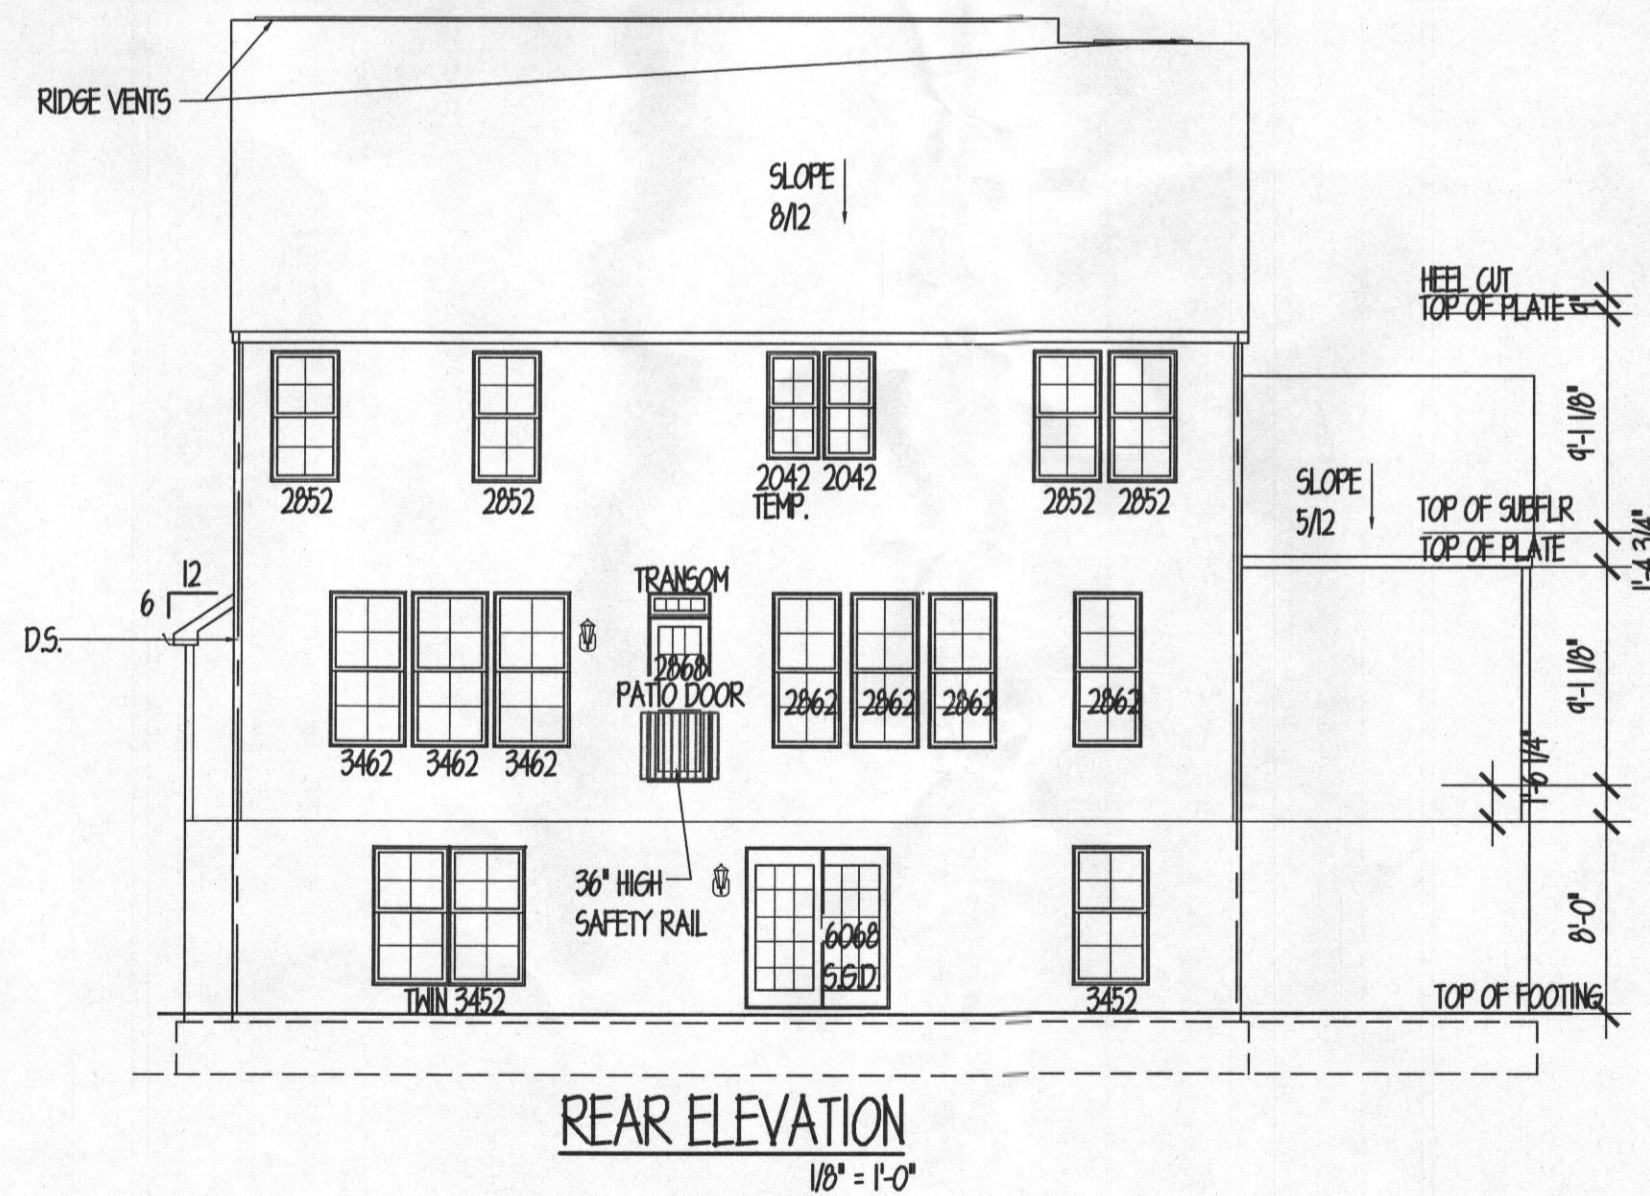 RIDGE VENTS
SLOPE
8/12
HEEL CUT
TOP OF PLATE
9"
9'-1 1/8"
2852
2852
2042
2042
TEMP.
2852
2852
SLOPE
5/12
TOP OF SUBFLR
TOP OF PLATE
1'-4 3/4"
12
6
D.S.
TRANSOM
2868
PATIO DOOR
3462
3462
3462
2862
2862
2862
2862
9'-1 1/8"
1'-6 1/4"
36" HIGH
SAFETY RAIL
6068
S.G.D.
8'-0"
TWIN 3452
3452
TOP OF FOOTING
REAR ELEVATION
1/8" = 1'-0"